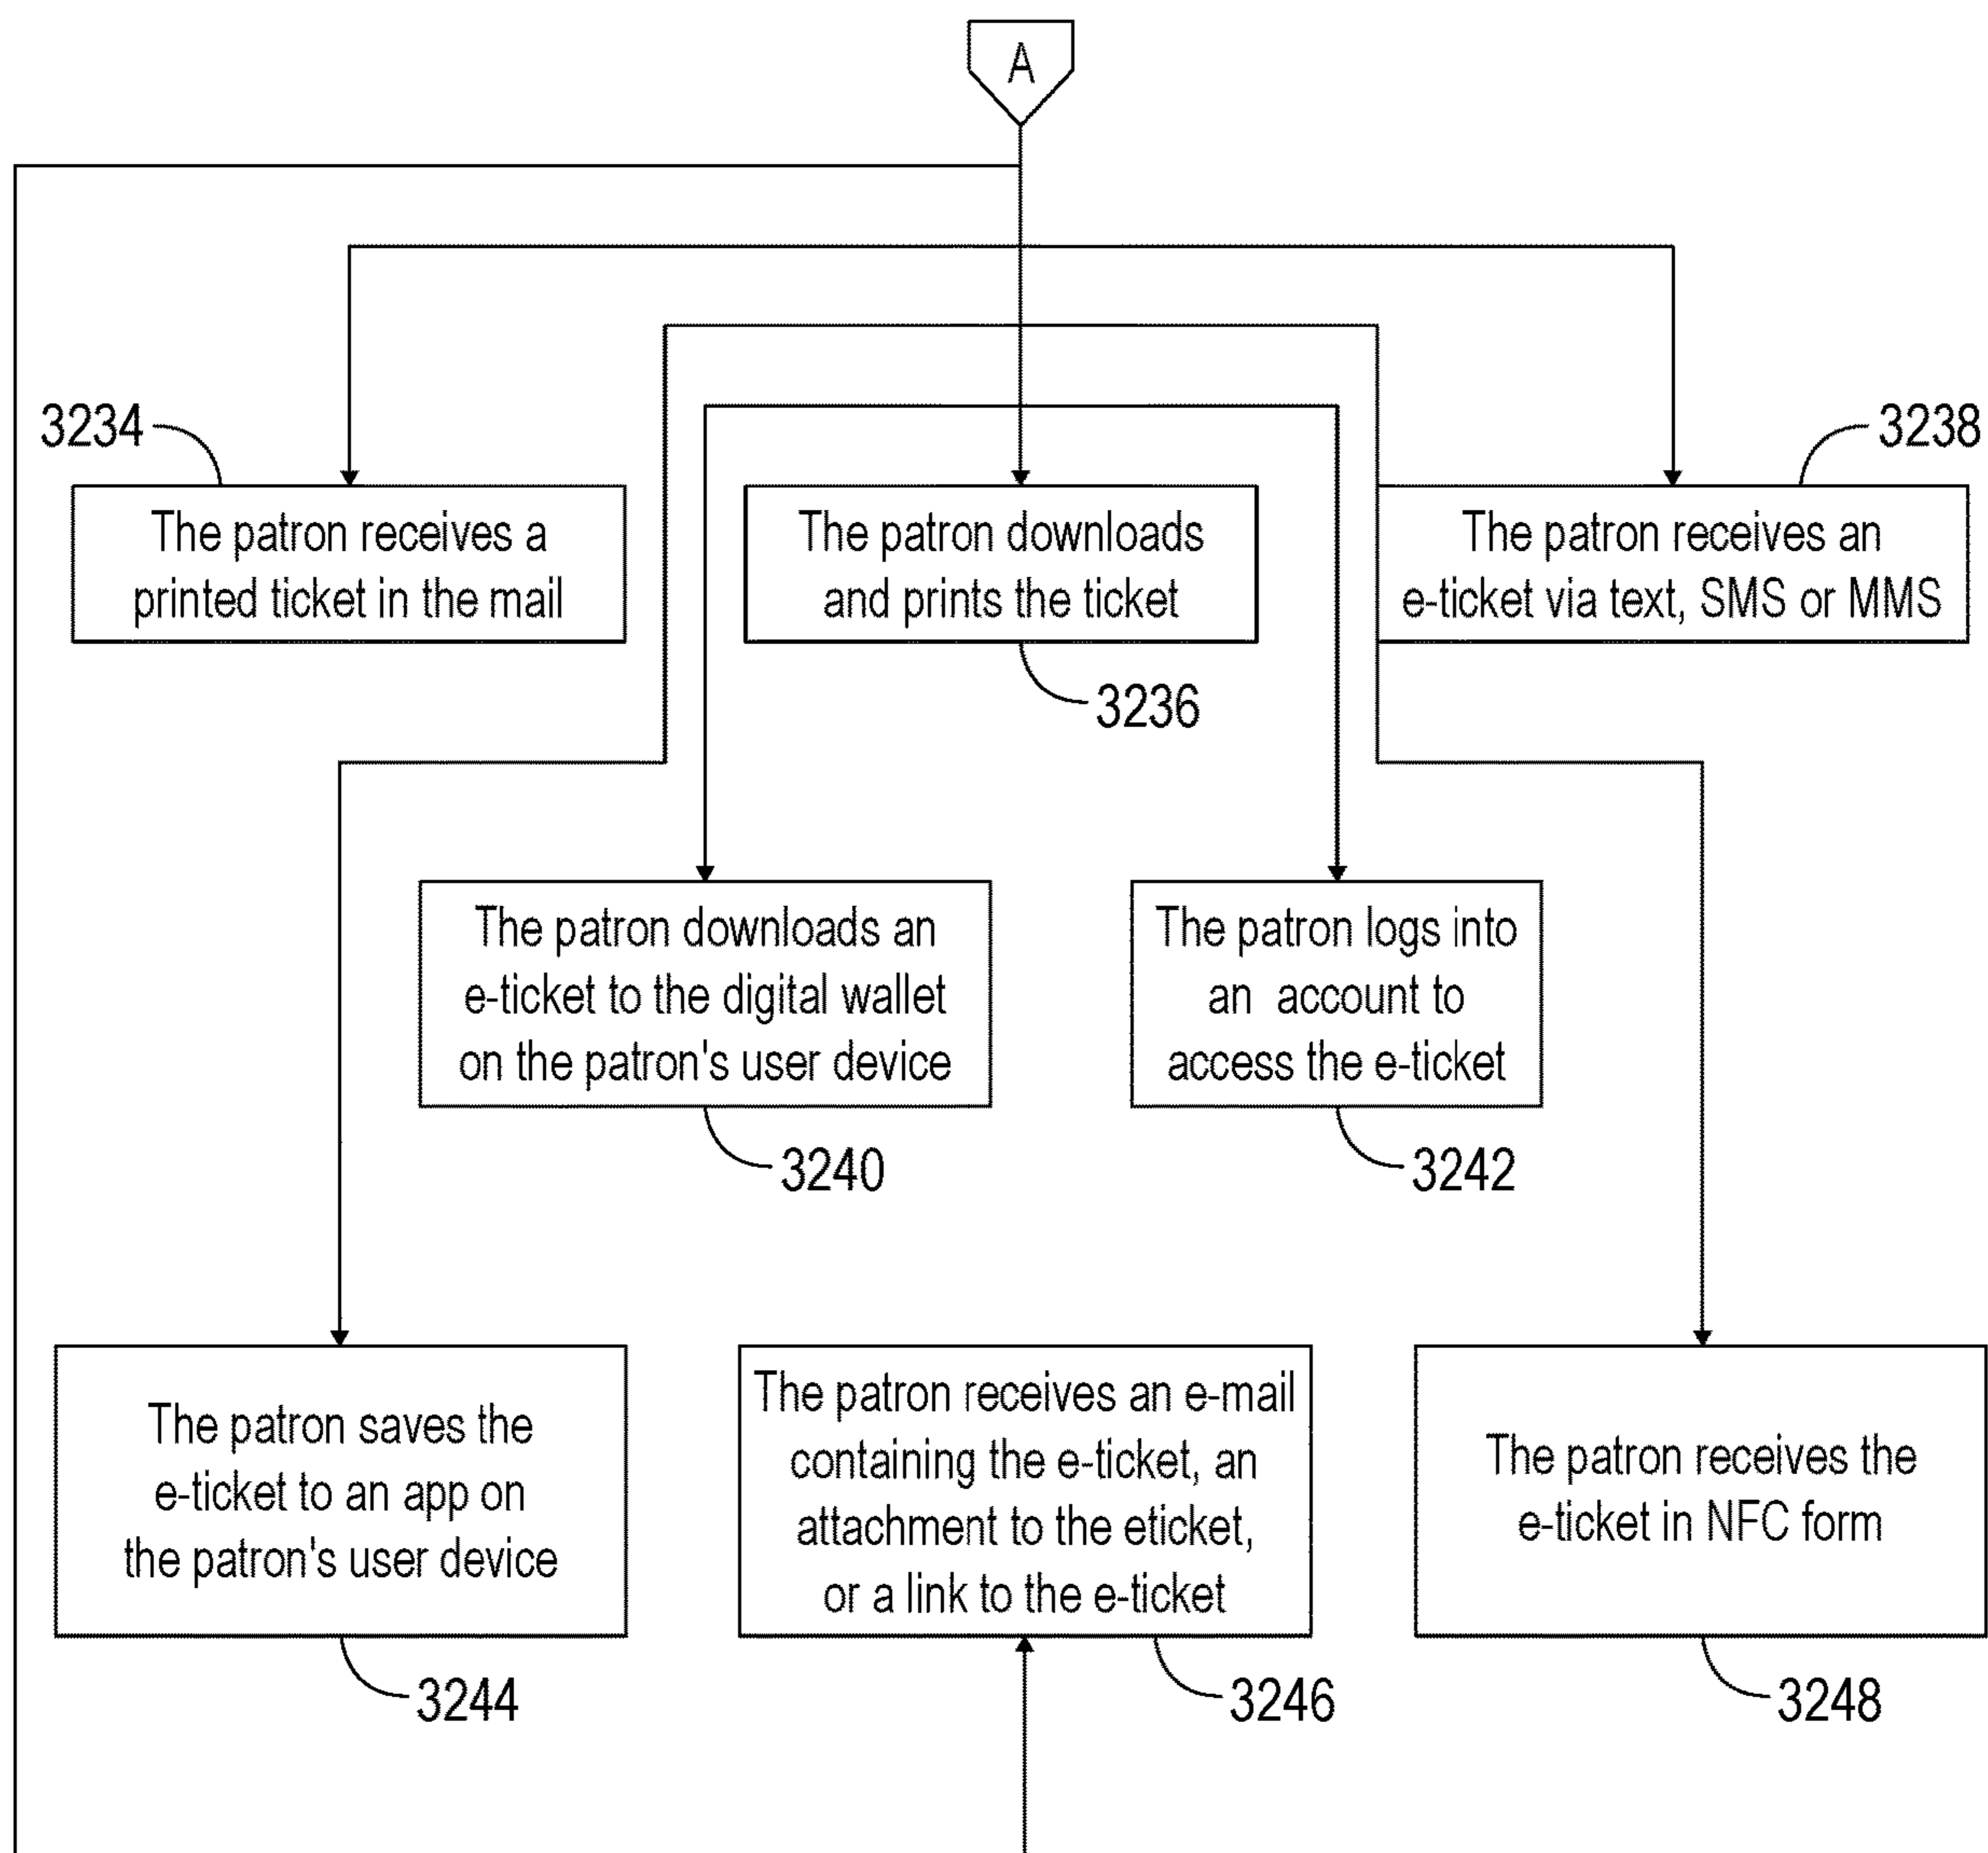 A
3234
3238
The patron receives a
printed ticket in the mail
The patron downloads
and prints the ticket
The patron receives an
e-ticket via text, SMS or MMS
3236
The patron downloads an
e-ticket to the digital wallet
on the patron's user device
The patron logs into
an account to
access the e-ticket
3240
3242
The patron saves the
e-ticket to an app on
the patron's user device
The patron receives an e-mail
containing the e-ticket, an
attachment to the eticket,
or a link to the e-ticket
The patron receives the
e-ticket in NFC form
3244
3246
3248